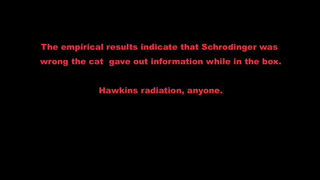 The empirical results indicate that Schrodinger was
wrong the cat gave out information while in the box.
Hawkins radiation, anyone.